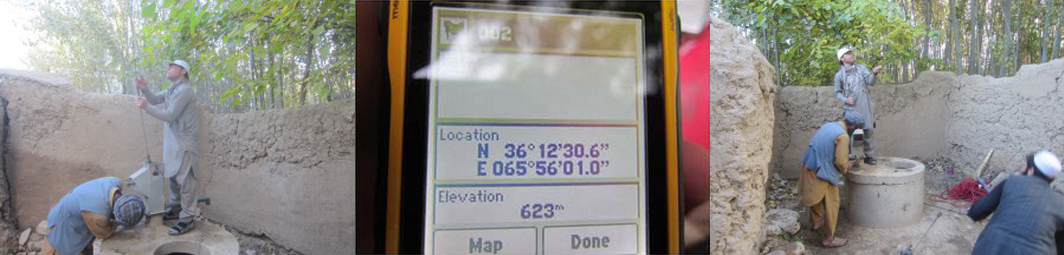 002
Location
N 36°12'30.6"
E 065°56'01.0"
Elevation
623m
Map
Done